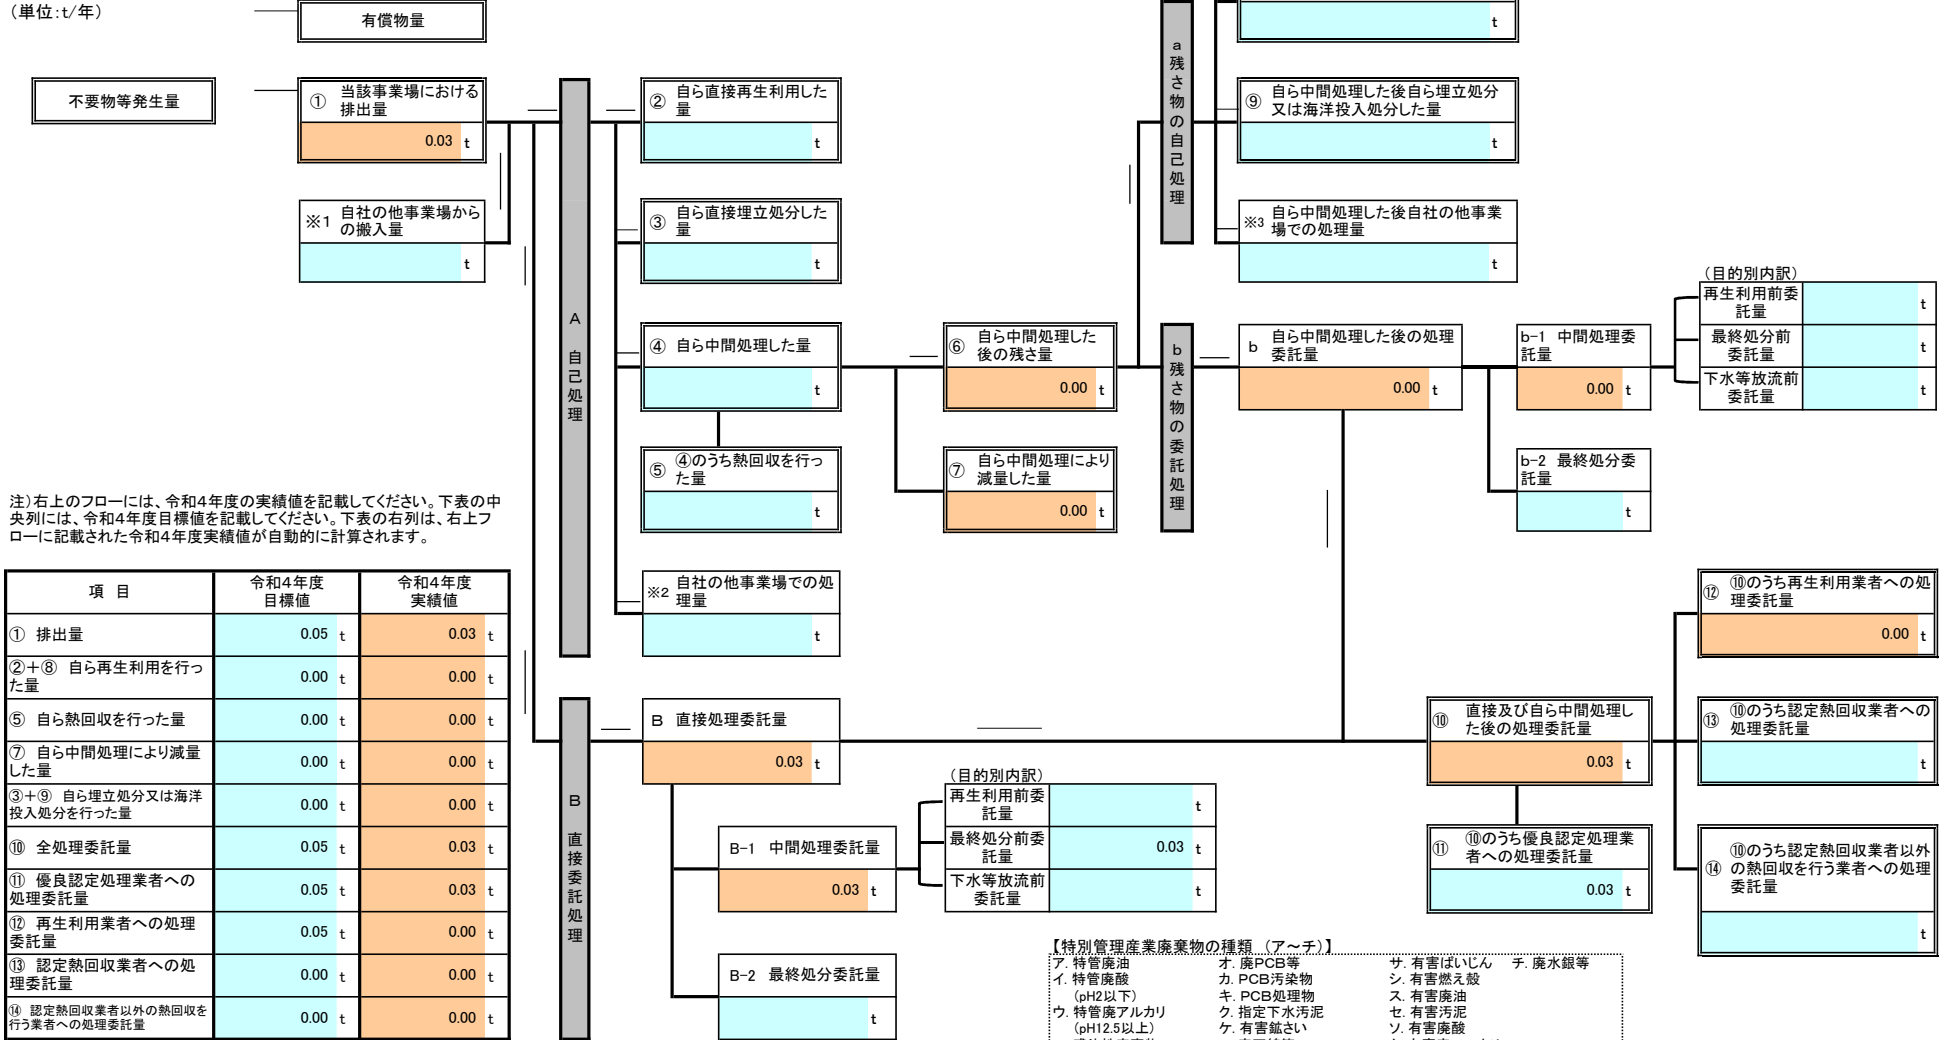 (単位:t/年)
有償物量
t
不要物等発生量
① 当該事業場における
排出量
0.03 t
※1 自社の他事業場から
の搬入量
t
A 自己処理
② 自ら直接再生利用した
量
t
③ 自ら直接埋立処分した
量
t
④ 自ら中間処理した量
t
⑤ ④のうち熱回収を行っ
た量
t
※2 自社の他事業場での処
理量
t
⑥ 自ら中間処理した
後の残さ量
0.00 t
⑦ 自ら中間処理により
減量した量
0.00 t
a残さ物の自己処理
⑨ 自ら中間処理した後自ら埋立処分
又は海洋投入処分した量
t
※3 自ら中間処理した後自社の他事業
場での処理量
t
b残さ物の委託処理
b 自ら中間処理した後の処理
委託量
0.00 t
b-1 中間処理委
託量
0.00 t
b-2 最終処分委
託量
t
(目的別内訳)
再生利用前委
託量
t
最終処分前
委託量
t
下水等放流前
委託量
t
注)右上のフローには、令和4年度の実績値を記載してください。下表の中
央列には、令和4年度目標値を記載してください。下表の右列は、右上フ
ローに記載された令和4年度実績値が自動的に計算されます。
項 目 令和4年度
目標値 令和4年度
実績値
① 排出量 0.05 t 0.03 t
②+⑧ 自ら再生利用を行っ
た量 0.00 t 0.00 t
⑤ 自ら熱回収を行った量 0.00 t 0.00 t
⑦ 自ら中間処理により減量
した量 0.00 t 0.00 t
③+⑨ 自ら埋立処分又は海洋
投入処分を行った量 0.00 t 0.00 t
⑩ 全処理委託量 0.05 t 0.03 t
⑪ 優良認定処理業者への
処理委託量 0.05 t 0.03 t
⑫ 再生利用業者への処理
委託量 0.05 t 0.00 t
⑬ 認定熱回収業者への処
理委託量 0.00 t 0.00 t
⑭ 認定熱回収業者以外の熱回収を
行う業者への処理委託量 0.00 t 0.00 t
B 直接委託処理
B 直接処理委託量
0.03 t
B-1 中間処理委託量
0.03 t
B-2 最終処分委託量
t
(目的別内訳)
再生利用前委
託量
t
最終処分前委
託量
0.03 t
下水等放流前
委託量
t
⑩ 直接及び自ら中間処理し
た後の処理委託量
0.03 t
⑪ ⑩のうち優良認定処理業
者への処理委託量
0.03 t
⑫ ⑩のうち再生利用業者への処
理委託量
0.00 t
⑬ ⑩のうち認定熱回収業者への
処理委託量
t
⑭ ⑩のうち認定熱回収業者以外
の熱回収を行う業者への処理
委託量
t
【特別管理産業廃棄物の種類 (ア~チ)】
ア. 特管廃油 オ. 廃PCB等 サ. 有害ばいじん チ. 廃水銀等
イ. 特管廃酸 カ. PCB汚染物 シ. 有害燃え殻
(pH2以下) キ. PCB処理物 ス. 有害廃油
ウ. 特管廃アルカリ ク. 指定下水汚泥 セ. 有害汚泥
(pH12.5以上) ケ. 有害鉱さい ソ. 有害廃酸